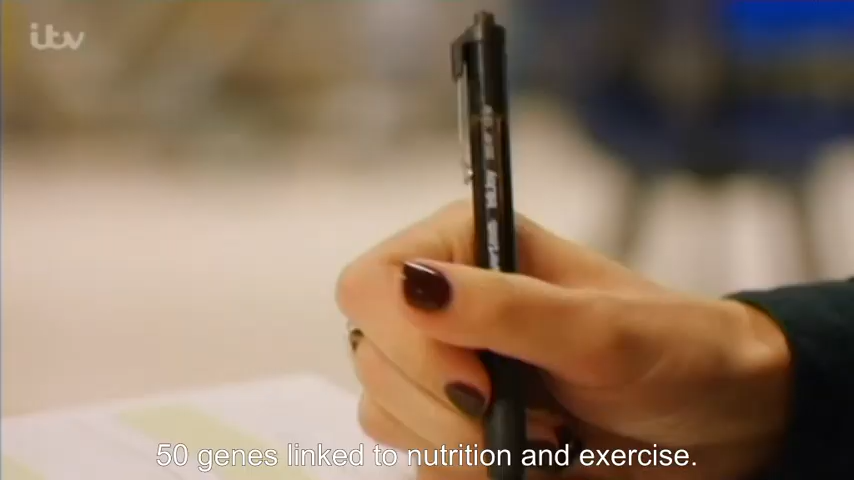 itv
50 genes linked to nutrition and exercise.